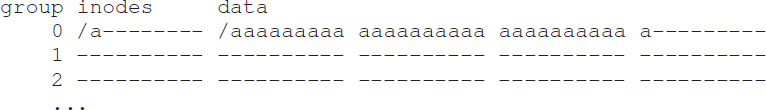 group inodes     data
    0 /a-------- /aaaaaaaaa aaaaaaaaaa aaaaaaaaaa a---------
    1 ---------- ---------- ---------- ---------- ----------
    2 ---------- ---------- ---------- ---------- ----------
    ...